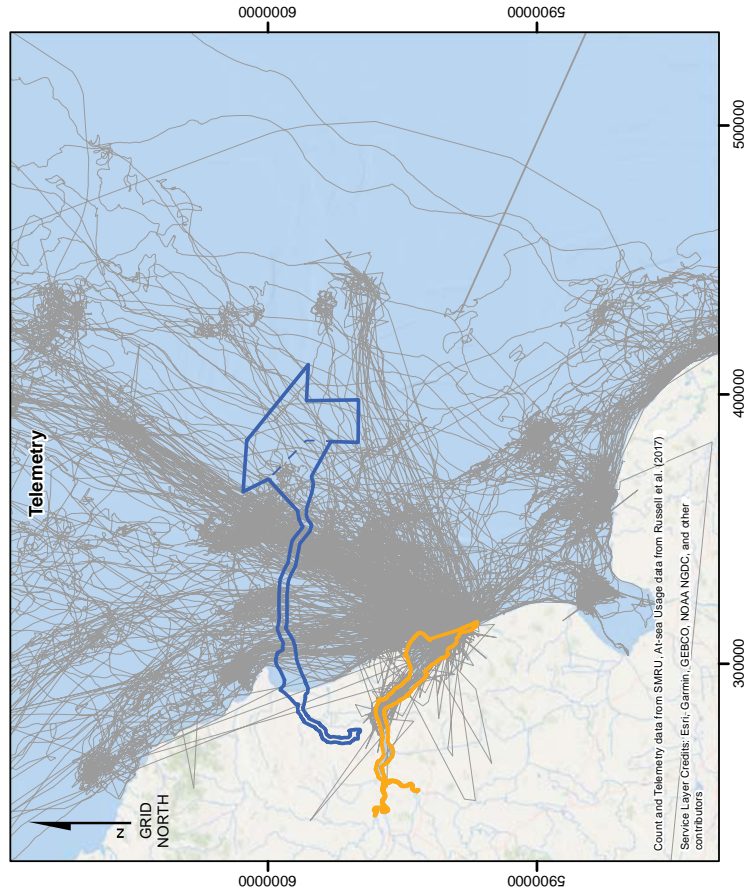 Telemetry
6000000
5900000
500000
400000
300000
N
GRID
NORTH
Count and Telemetry data from SMRU, At-sea Usage data from Russell et al. (2017)
Service Layer Credits: Esri, Garmin, GEBCO, NOAA NGDC, and other
contributors
6000000
5900000